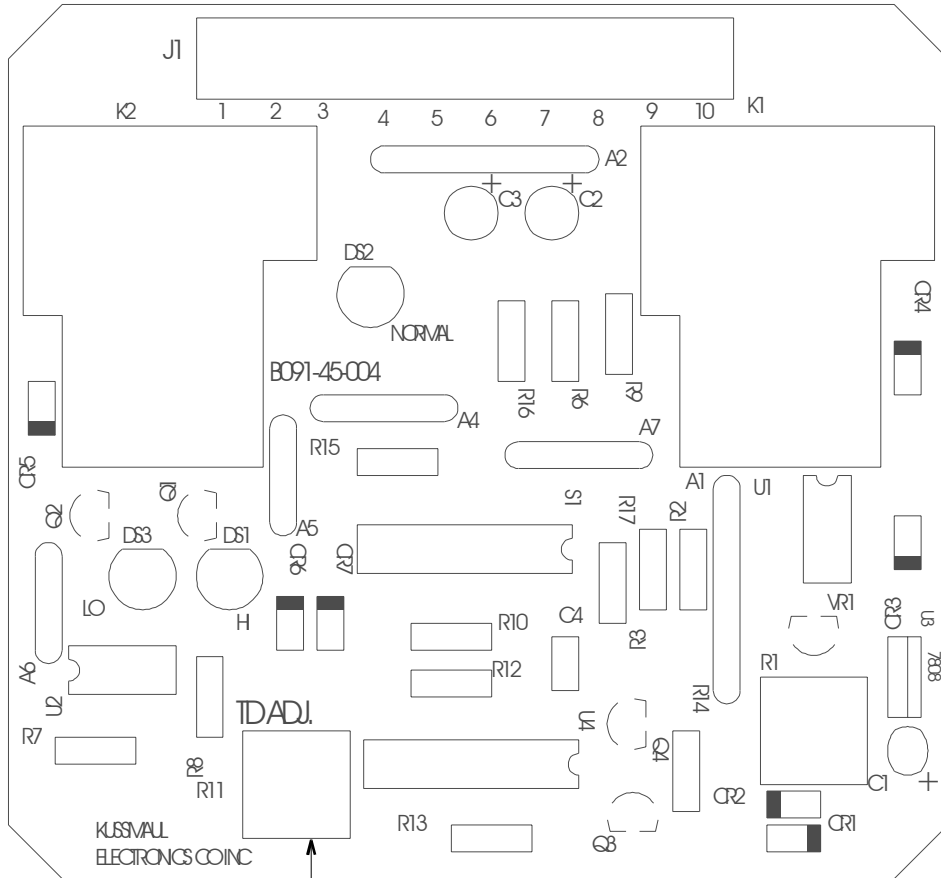 J1
K2
1
2
3
4
5
6
7
8
9
10
K1
A2
C3
C2
DS2
NORMAL
CR4
B091-45-004
R16
R6
R9
A4
A7
R15
CR5
Q2
Q1
A5
S1
R17
R2
A1
U1
DS3
DS1
CR6
CR7
LO
H
R10
C4
R3
VR1
CR3
U3
7808
A6
U2
R12
R14
R1
R7
R8
TD ADJ.
U4
Q4
R11
CR2
C1
KUSSMAUL
ELECTRONICS CO INC
R13
Q3
CR1